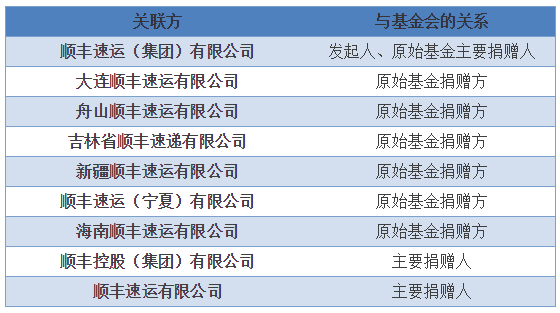 关联方 与基金会的关系
顺丰速运（集团）有限公司 发起人、原始基金主要捐赠人
大连顺丰速运有限公司 原始基金捐赠方
舟山顺丰速运有限公司 原始基金捐赠方
吉林省顺丰速递有限公司 原始基金捐赠方
新疆顺丰速运有限公司 原始基金捐赠方
顺丰速运（宁夏）有限公司 原始基金捐赠方
海南顺丰速运有限公司 原始基金捐赠方
顺丰控股（集团）有限公司 主要捐赠人
顺丰速运有限公司 主要捐赠人